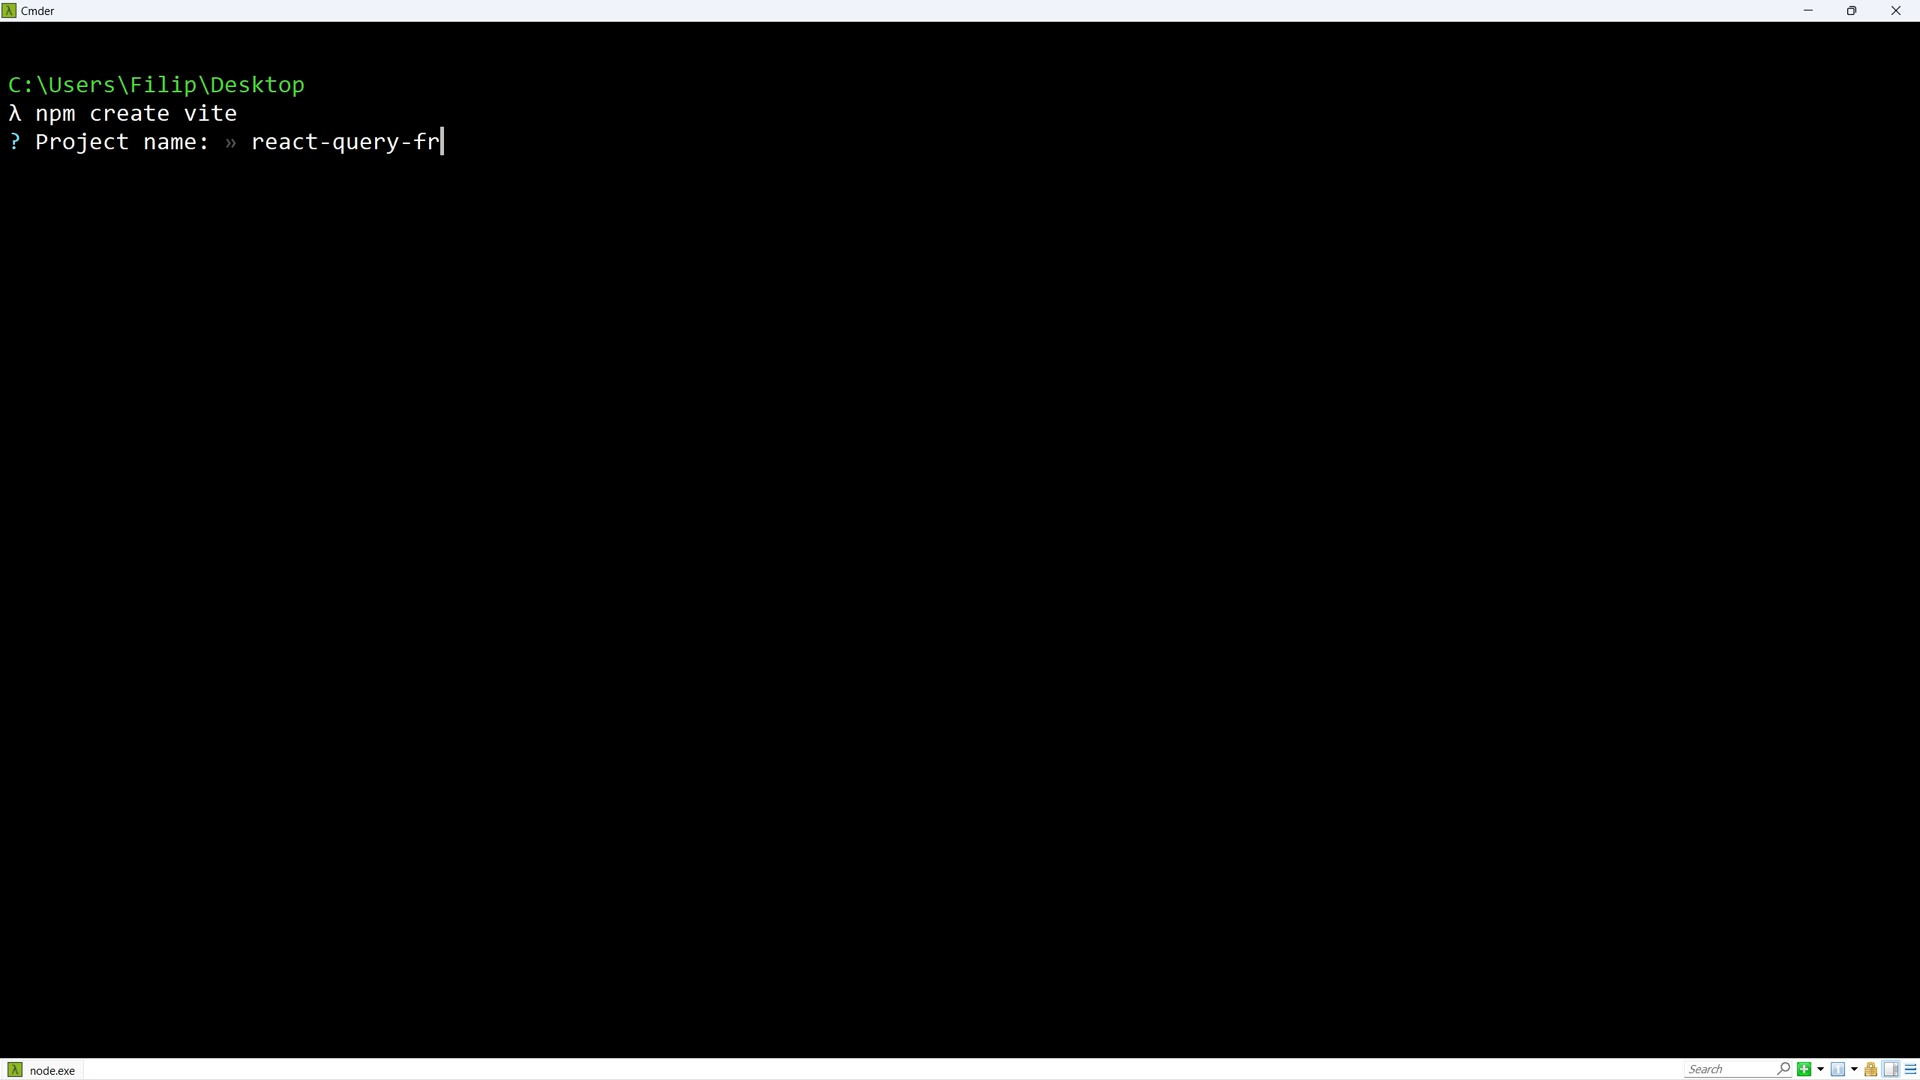 Cmder
C:\Users\Filip\Desktop
λ npm create vite
? Project name: » react-query-fr
node.exe
Search